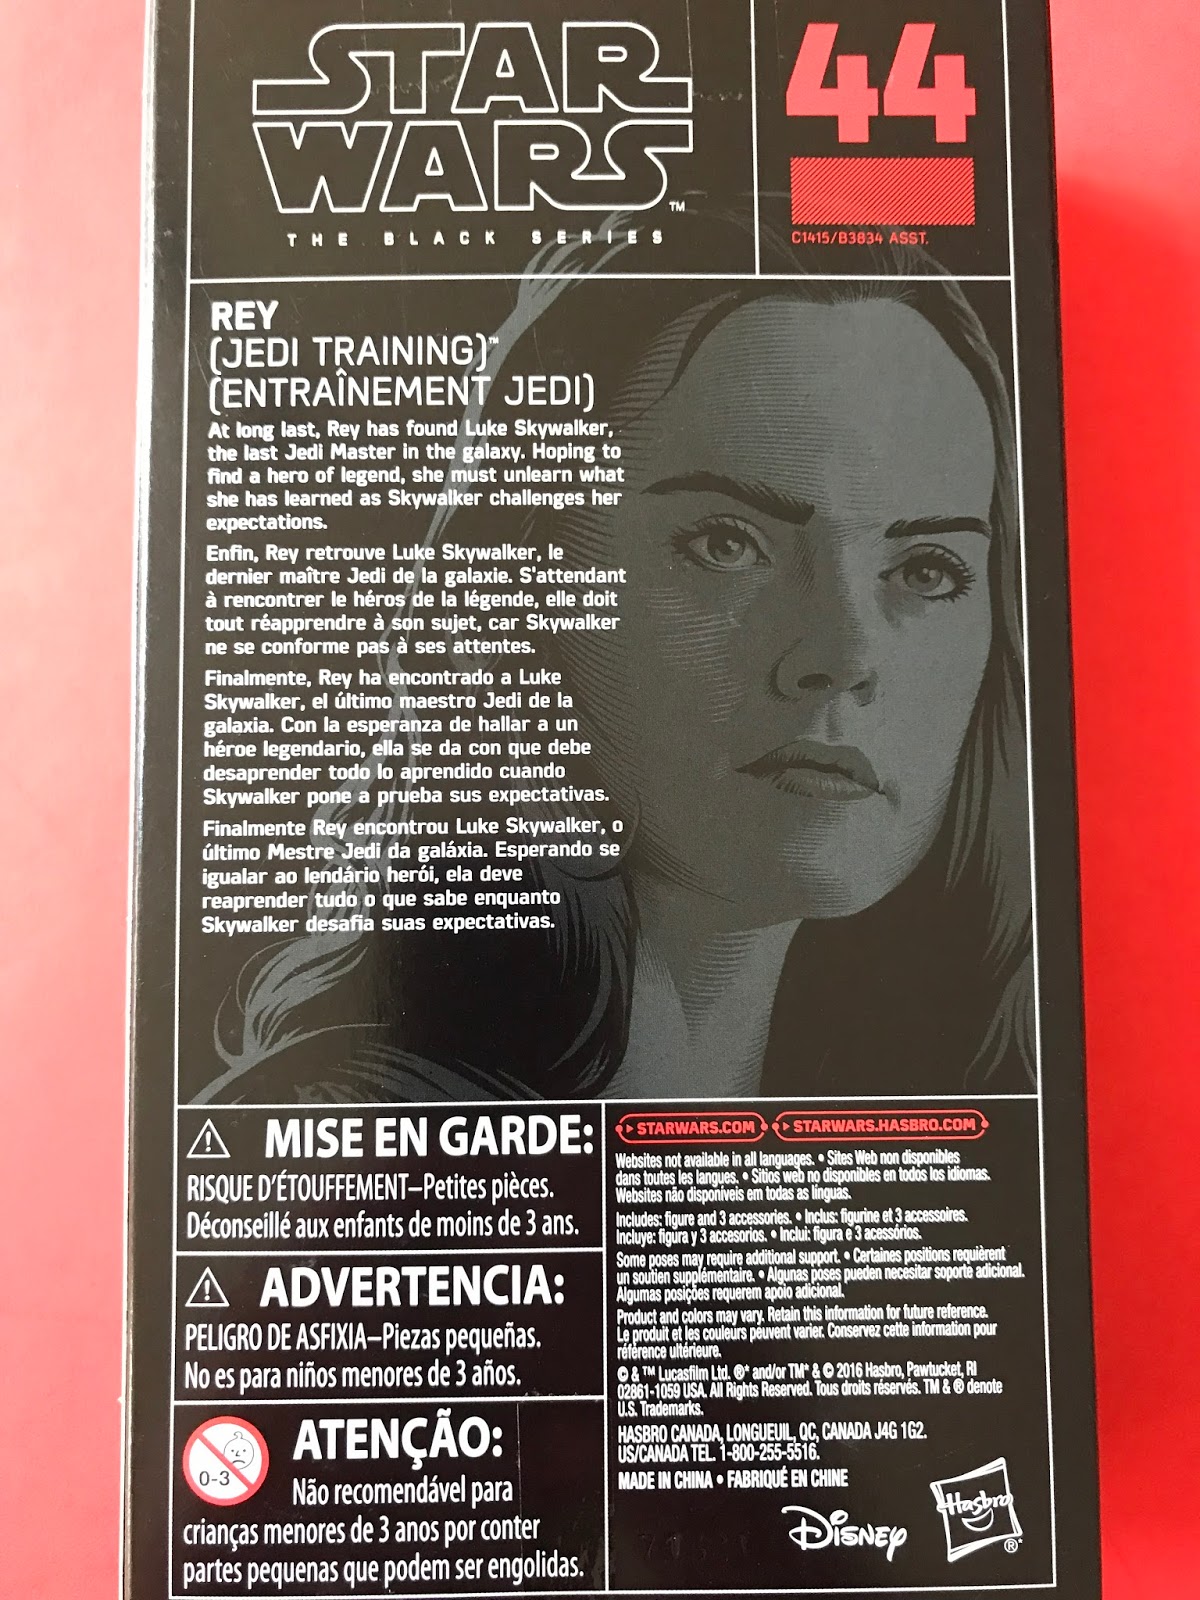 STAR
WARS™
THE BLACK SERIES
44
C1415/B3834 ASST.
REY
(JEDI TRAINING)™
(ENTRAÎNEMENT JEDI)
At long last, Rey has found Luke Skywalker,
the last Jedi Master in the galaxy. Hoping to
find a hero of legend, she must unlearn what
she has learned as Skywalker challenges her
expectations.
Enfin, Rey retrouve Luke Skywalker, le
dernier maître Jedi de la galaxie. S'attendant
à rencontrer le héros de la légende, elle doit
tout réapprendre à son sujet, car Skywalker
ne se conforme pas à ses attentes.
Finalmente, Rey ha encontrado a Luke
Skywalker, el último maestro Jedi de la
galaxia. Con la esperanza de hallar a un
héroe legendario, ella se da con que debe
desaprender todo lo aprendido cuando
Skywalker pone a prueba sus expectativas.
Finalmente Rey encontrou Luke Skywalker, o
último Mestre Jedi da galáxia. Esperando se
igualar ao lendário herói, ela deve
reaprender tudo o que sabe enquanto
Skywalker desafia suas expectativas.
MISE EN GARDE:
RISQUE D'ÉTOUFFEMENT–Petites pièces.
Déconseillé aux enfants de moins de 3 ans.
ADVERTENCIA:
PELIGRO DE ASFIXIA–Piezas pequeñas.
No es para niños menores de 3 años.
0-3
ATENÇÃO:
Não recomendável para
crianças menores de 3 anos por conter
partes pequenas que podem ser engolidas.
STARWARS.COM STARWARS.HASBRO.COM
Websites not available in all languages. • Sites Web non disponibles
dans toutes les langues. • Sitios web no disponibles en todos los idiomas.
Websites não disponíveis em todas as línguas.
Includes: figure and 3 accessories. • Inclus: figurine et 3 accessoires.
Incluye: figura y 3 accesorios. • Inclui: figura e 3 acessórios.
Some poses may require additional support. • Certaines positions requièrent
un soutien supplémentaire. • Algunas poses pueden necesitar soporte adicional.
Algumas posições requerem apoio adicional.
Product and colors may vary. Retain this information for future reference.
Le produit et les couleurs peuvent varier. Conservez cette information pour
référence ultérieure.
© & ™ Lucasfilm Ltd. ®* and/or TM* & © 2016 Hasbro, Pawtucket, RI
02861-1059 USA. All Rights Reserved. Tous droits réservés. TM & ® denote
U.S. Trademarks.
HASBRO CANADA, LONGUEUIL, QC, CANADA J4G 1G2.
US/CANADA TEL. 1-800-255-5516.
MADE IN CHINA • FABRIQUÉ EN CHINE
Disney
Hasbro®